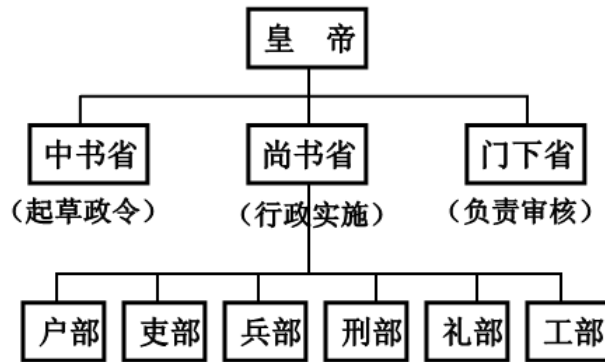 皇 帝
中书省 尚书省 门下省
（起草政令） （行政实施） （负责审核）
户部 吏部 兵部 刑部 礼部 工部